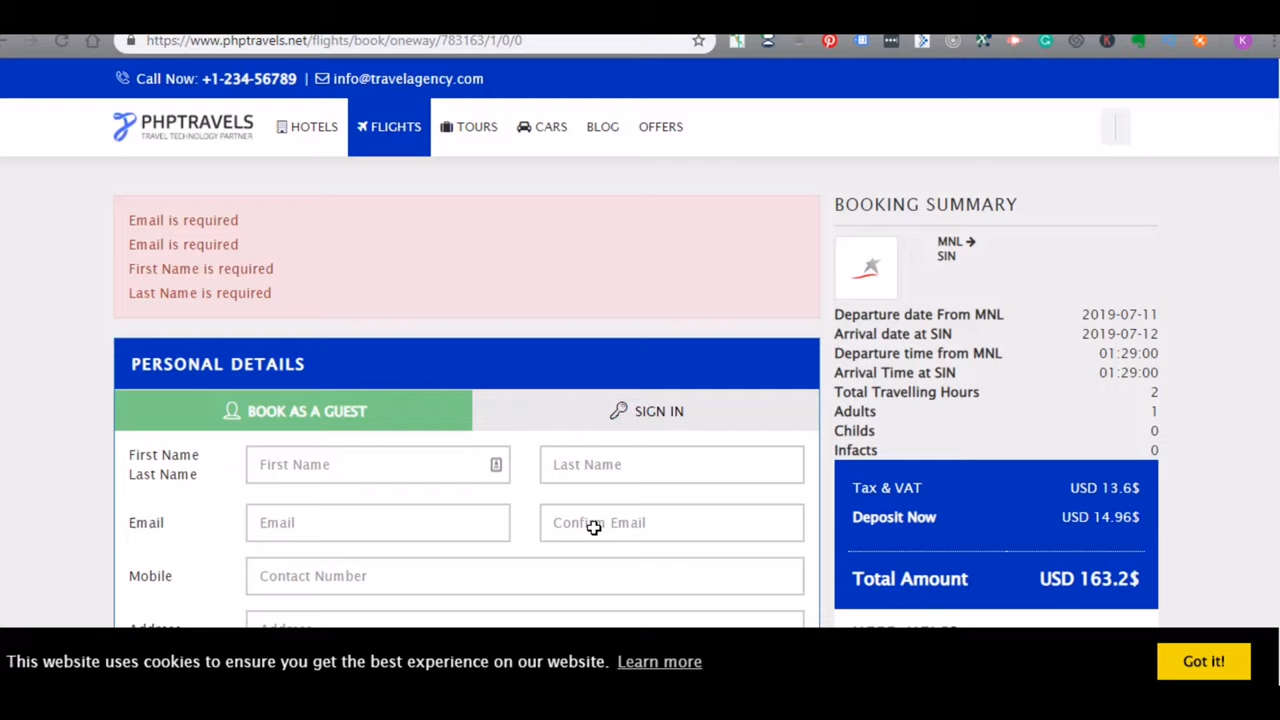 https://www.phptravels.net/flights/book/oneway/783163/1/0/0
Call Now: +1-234-56789 | info@travelagency.com
PHPTRAVELS
TRAVEL TECHNOLOGY PARTNER
HOTELS
FLIGHTS
TOURS
CARS
BLOG
OFFERS
Email is required
Email is required
First Name is required
Last Name is required
PERSONAL DETAILS
BOOK AS A GUEST
SIGN IN
First Name
Last Name
First Name
Last Name
Email
Email
Confirm Email
Mobile
Contact Number
Address
Address
BOOKING SUMMARY
MNL
SIN
Departure date From MNL 2019-07-11
Arrival date at SIN 2019-07-12
Departure time from MNL 01:29:00
Arrival Time at SIN 01:29:00
Total Travelling Hours 2
Adults 1
Childs 0
Infacts 0
Tax & VAT USD 13.6$
Deposit Now USD 14.96$
Total Amount USD 163.2$
This website uses cookies to ensure you get the best experience on our website. Learn more
Got it!